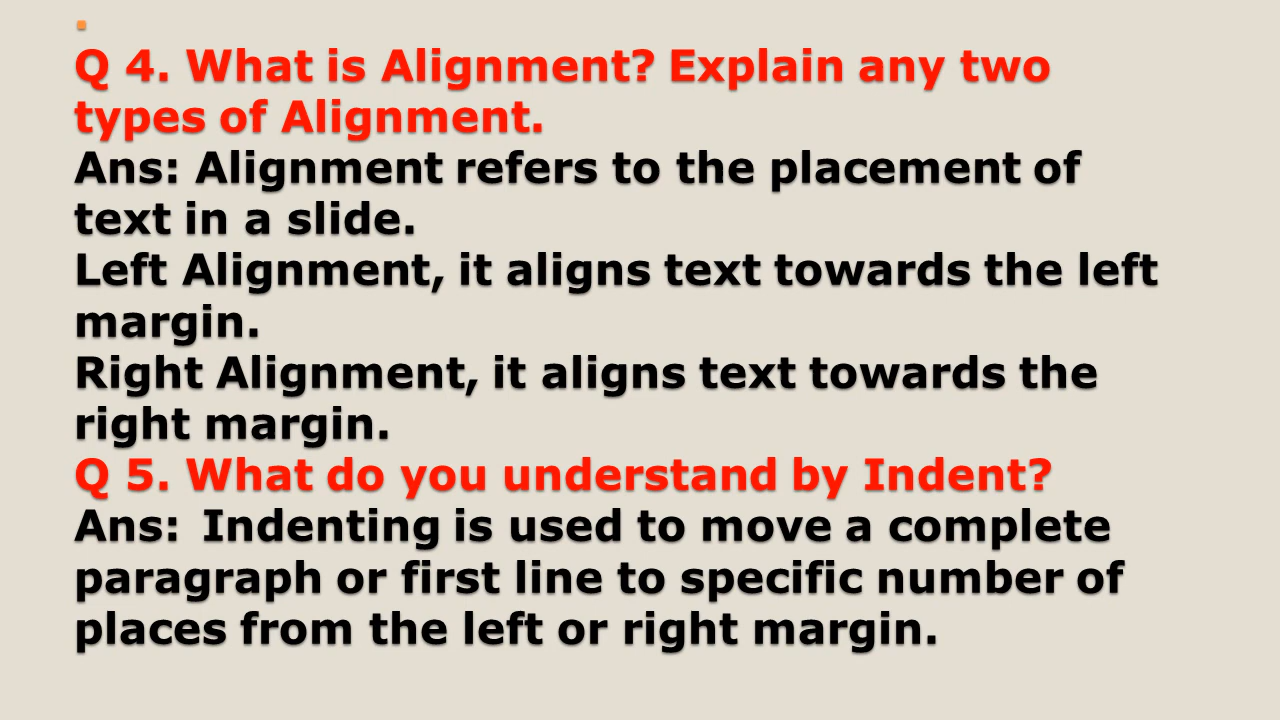 Q 4. What is Alignment? Explain any two
types of Alignment.
Ans: Alignment refers to the placement of
text in a slide.
Left Alignment, it aligns text towards the left
margin.
Right Alignment, it aligns text towards the
right margin.
Q 5. What do you understand by Indent?
Ans: Indenting is used to move a complete
paragraph or first line to specific number of
places from the left or right margin.